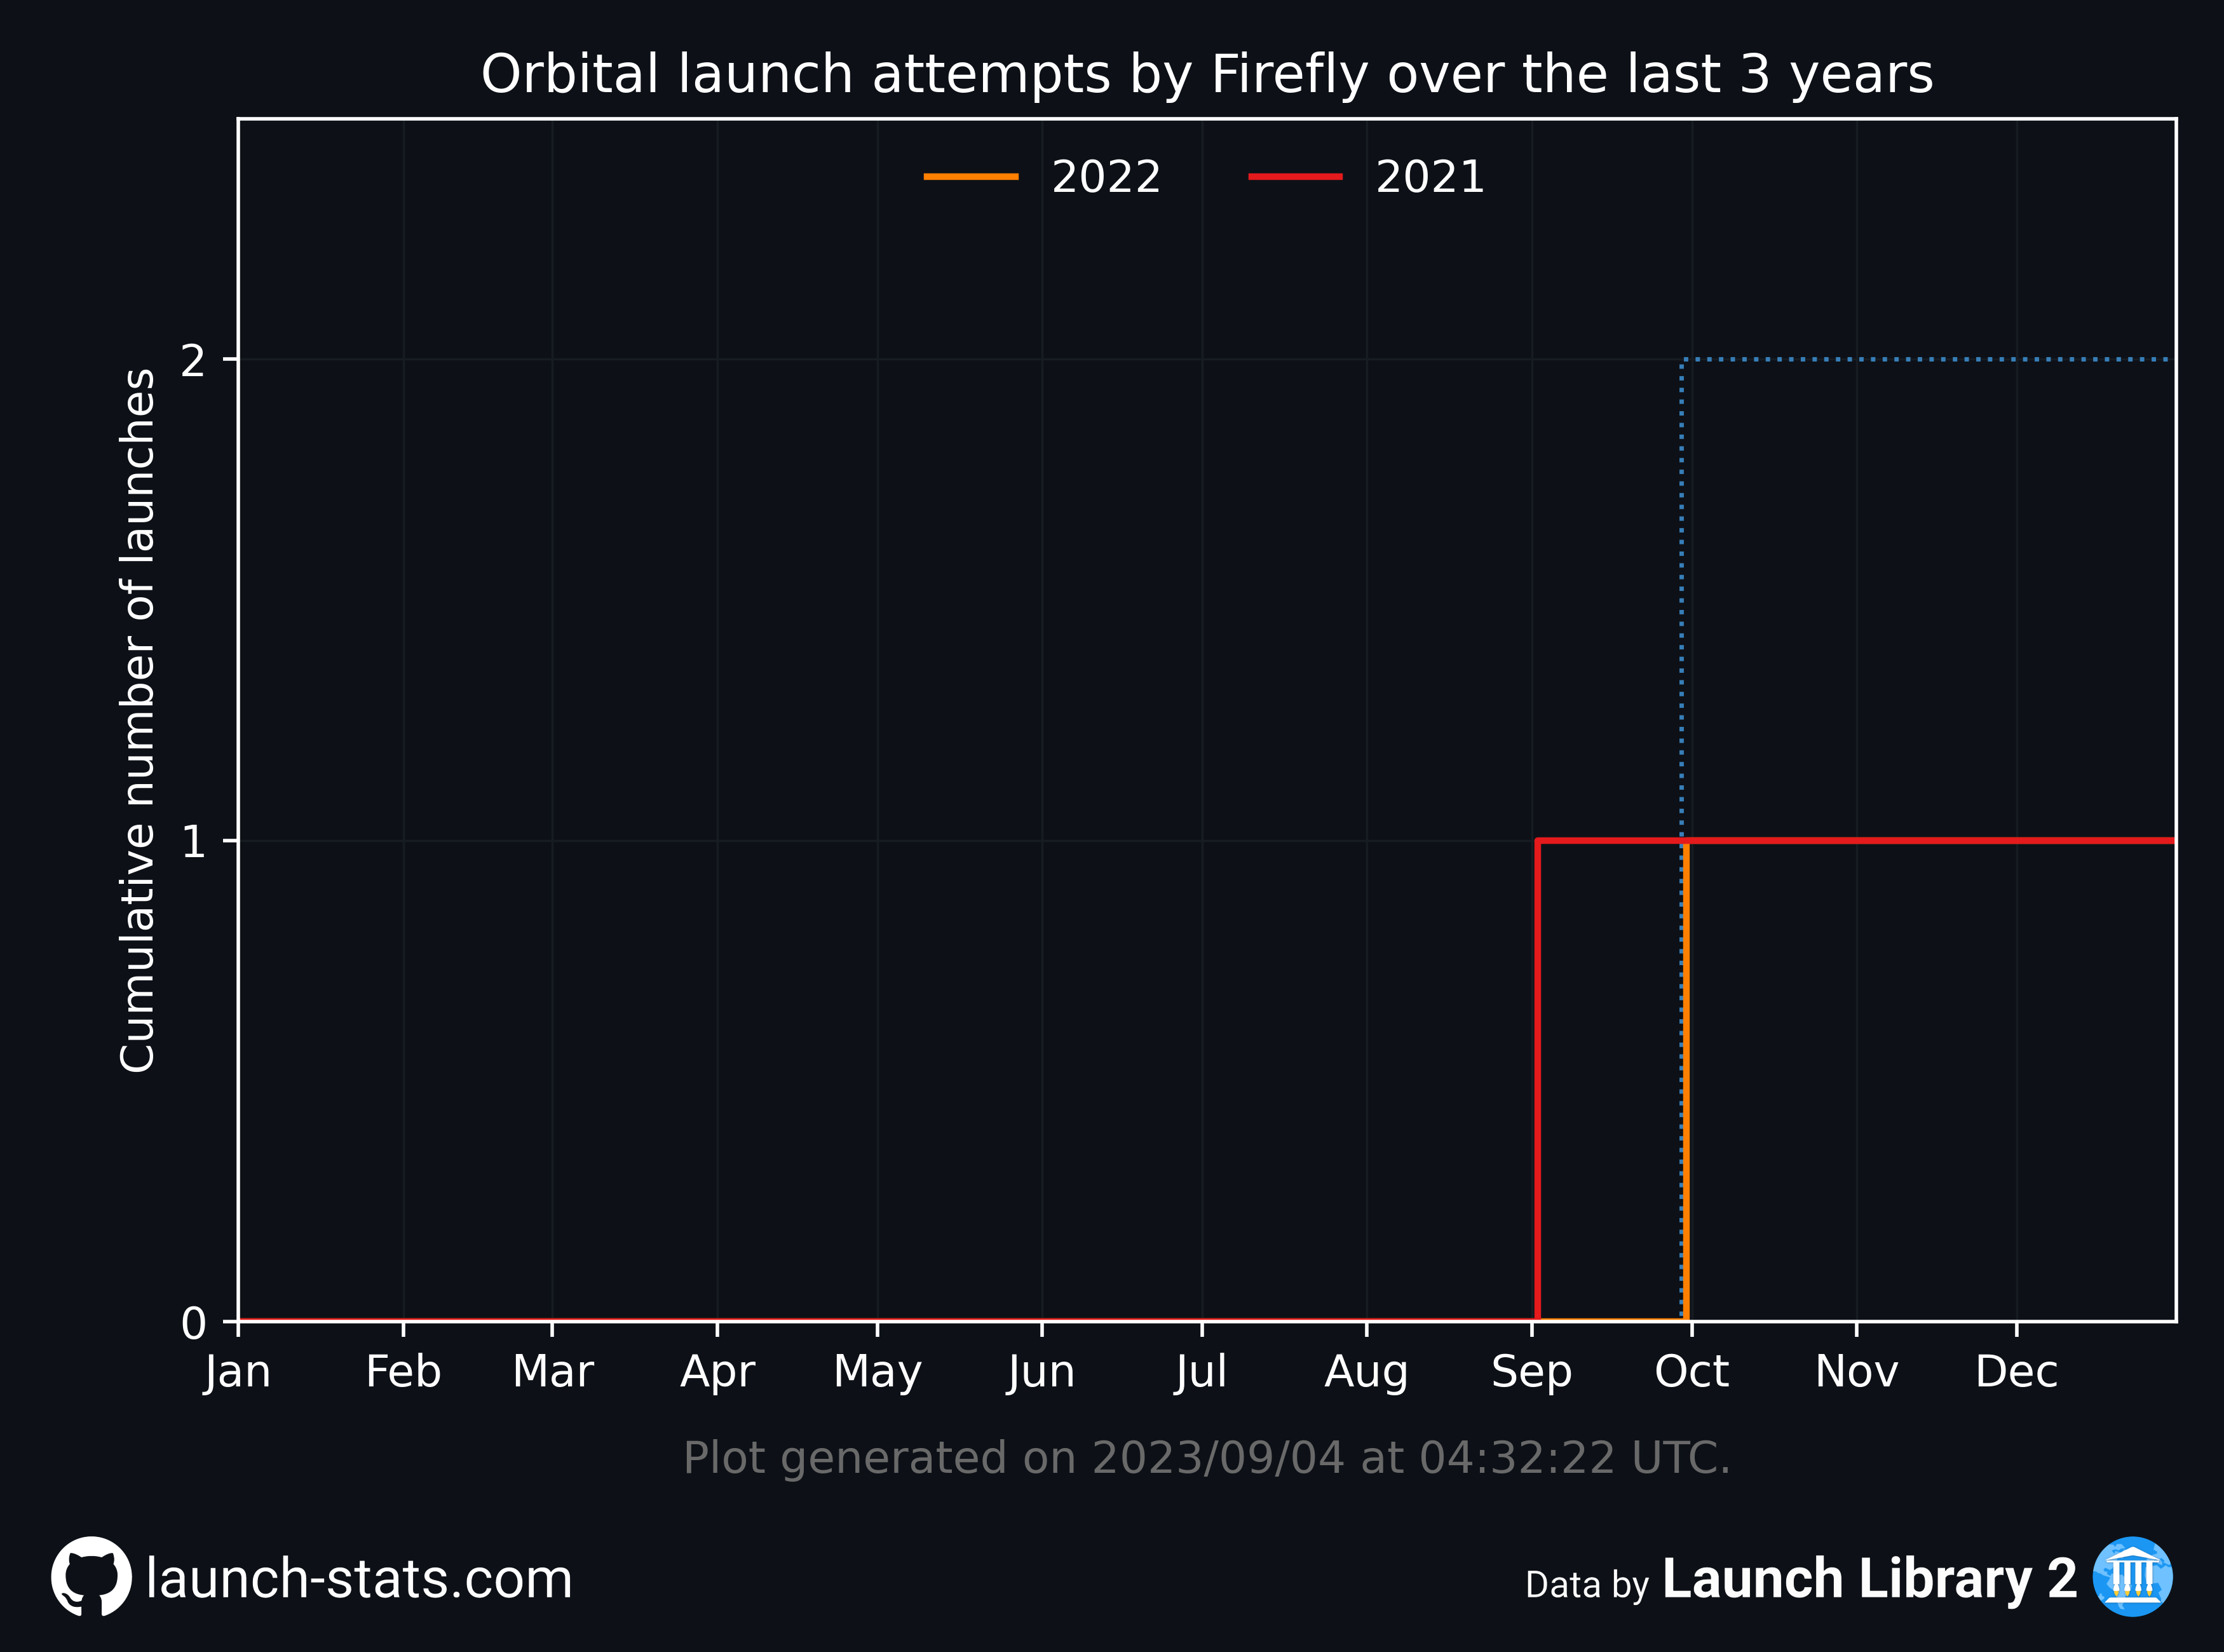 Orbital launch attempts by Firefly over the last 3 years
2022 2021
Cumulative number of launches
2
1
0
Jan Feb Mar Apr May Jun Jul Aug Sep Oct Nov Dec
Plot generated on 2023/09/04 at 04:32:22 UTC.
launch-stats.com
Data by Launch Library 2